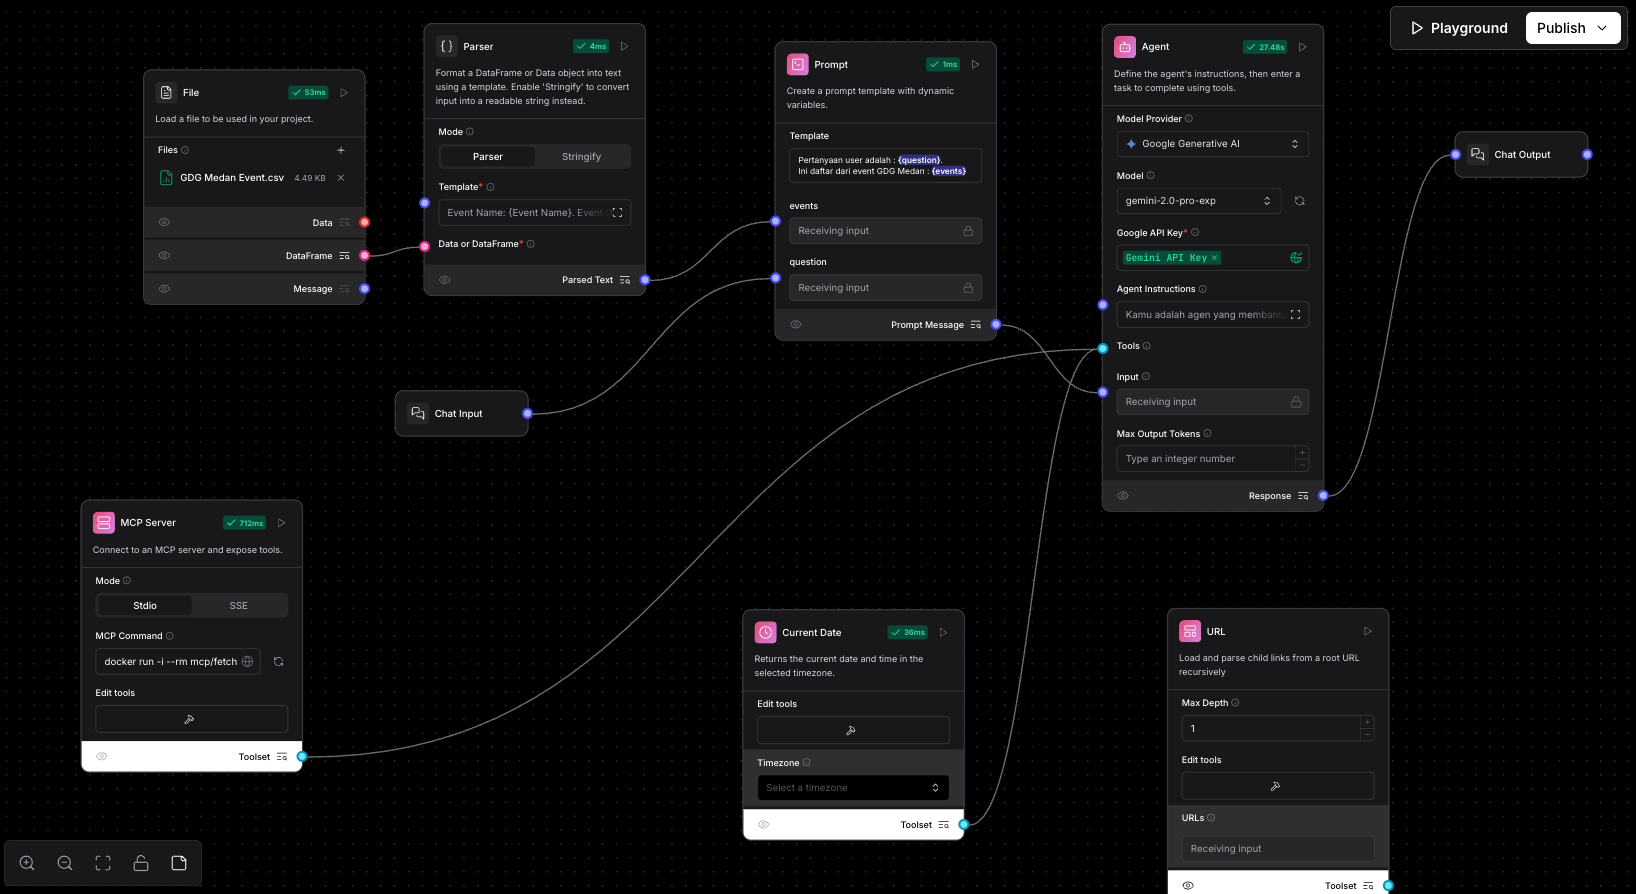 Playground
Publish
File
53ms
Load a file to be used in your project.
Files
GDG Medan Event.csv
4.49 KB
Data
DataFrame
Message
Parser
4ms
Format a DataFrame or Data object into text
using a template. Enable 'Stringify' to convert
input into a readable string instead.
Mode
Parser
Stringify
Template*
Event Name: {Event Name}. Event
Data or DataFrame*
Parsed Text
Prompt
1ms
Create a prompt template with dynamic
variables.
Template
Pertanyaan user adalah : {question}.
Ini daftar dari event GDG Medan : {events}
events
Receiving input
question
Receiving input
Prompt Message
Agent
27.48s
Define the agent's instructions, then enter a
task to complete using tools.
Model Provider
Google Generative AI
Model
gemini-2.0-pro-exp
Google API Key*
Gemini API Key ×
Agent Instructions
Kamu adalah agen yang membantu
Tools
Input
Receiving input
Max Output Tokens
Type an integer number
Response
Chat Output
Chat Input
MCP Server
712ms
Connect to an MCP server and expose tools.
Mode
Stdio
SSE
MCP Command
docker run -i --rm mcp/fetch
Edit tools
Toolset
Current Date
36ms
Returns the current date and time in the
selected timezone.
Edit tools
Timezone
Select a timezone
Toolset
URL
Load and parse child links from a root URL
recursively
Max Depth
1
Edit tools
URLs
Receiving input
Toolset